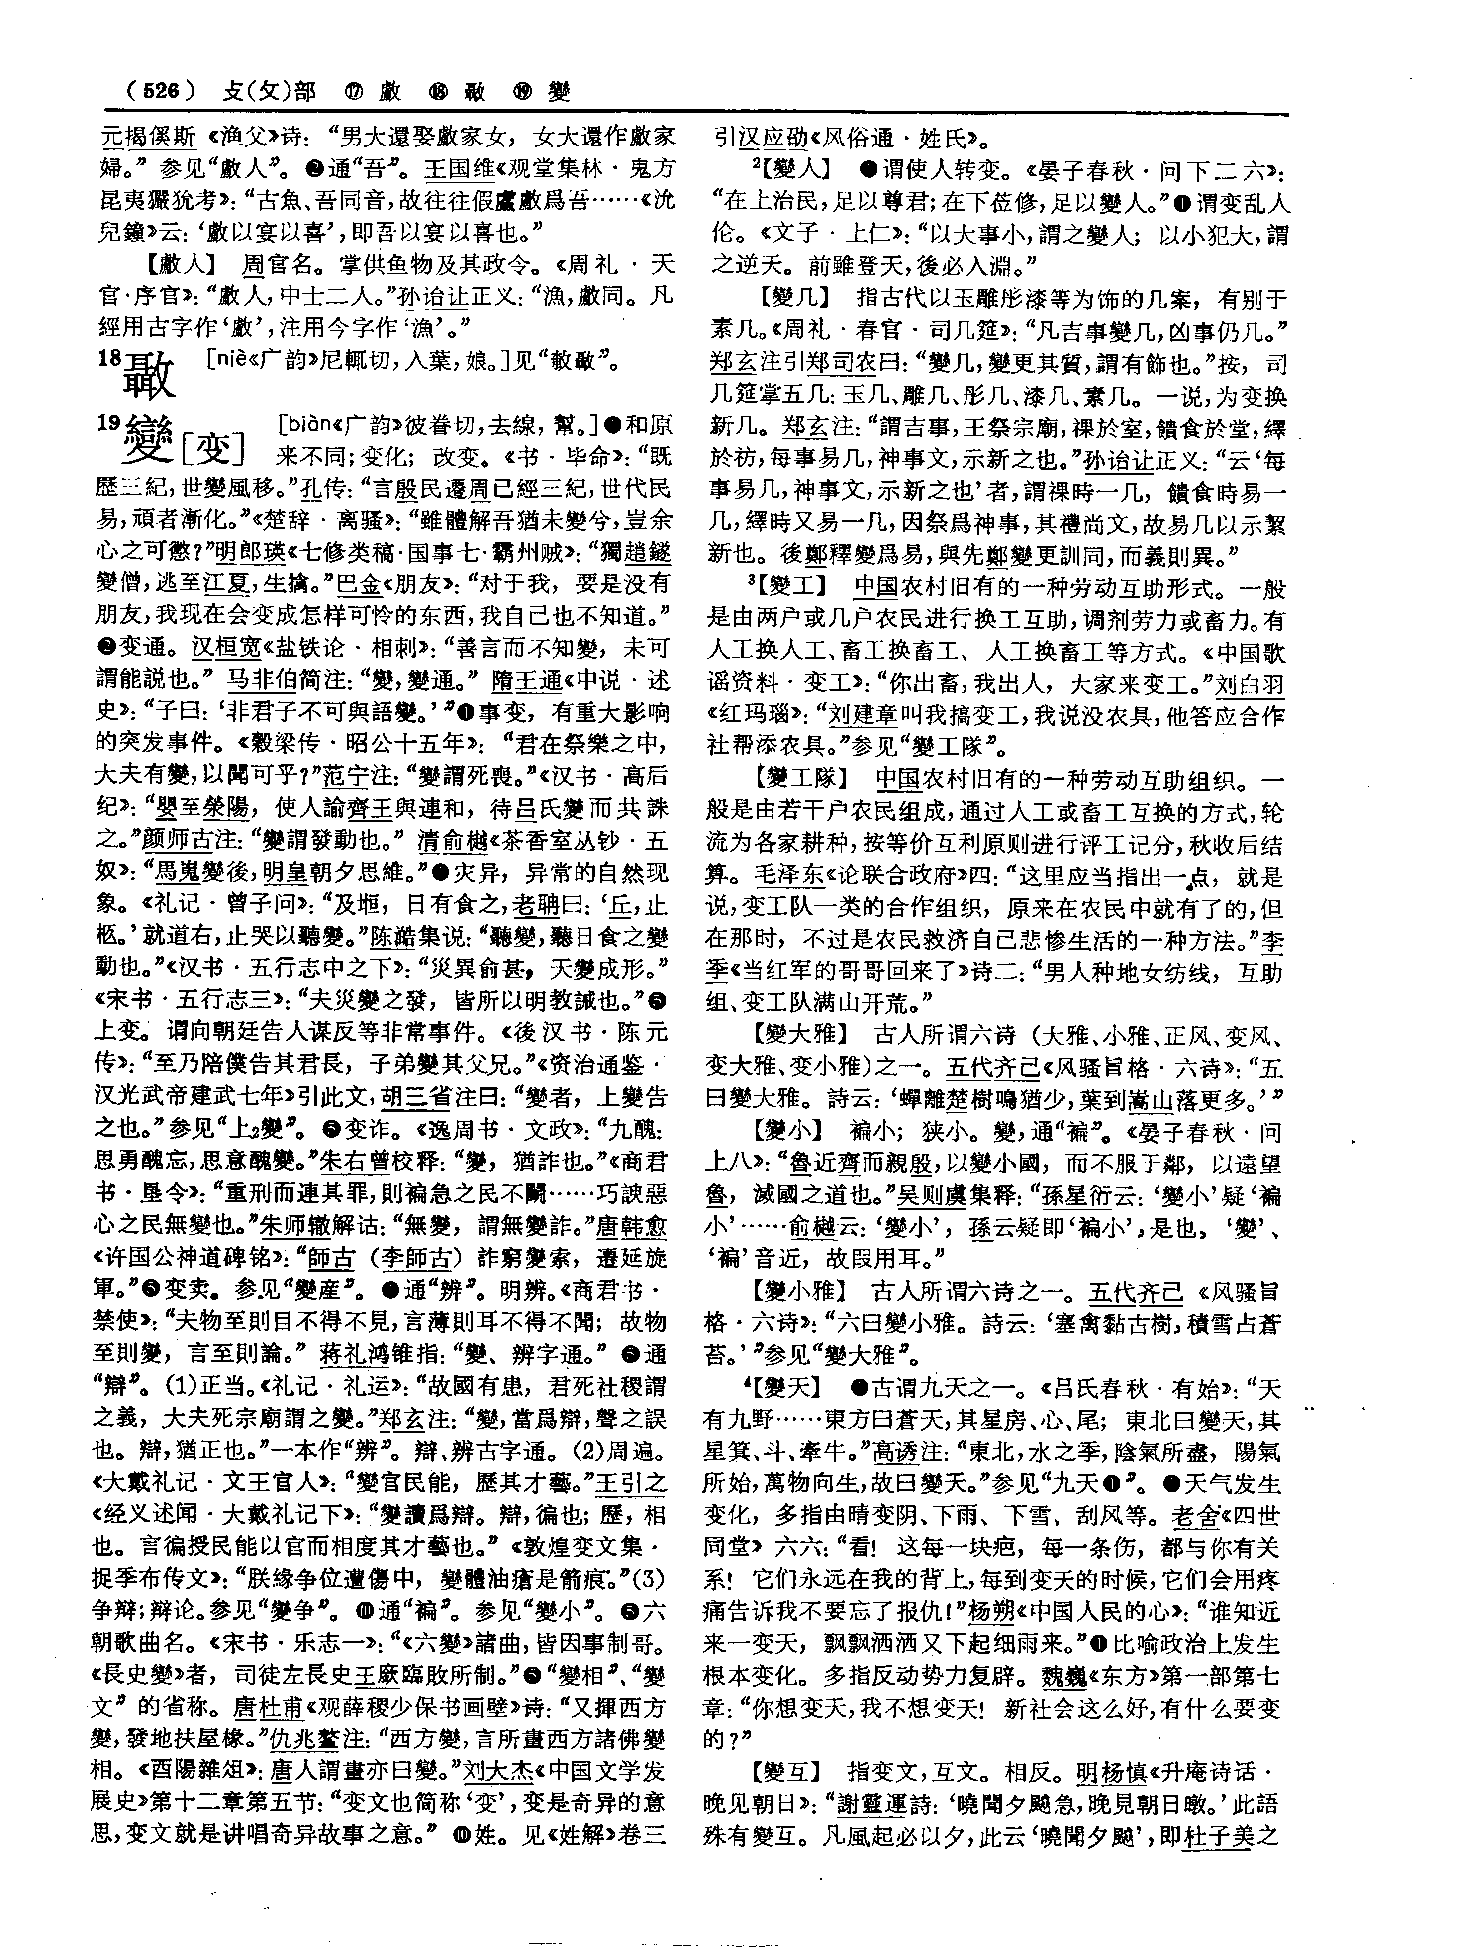 （526） 攴（攵）部 ⑰ 𢿥 ⑱ 敜 ⑲ 變
元揭傒斯《渔父》诗：“男大還娶𢿥家女，女大還作𢿥家
婦。”参见“𢿥人”。❷通“吾”。王国维《观堂集林·鬼方
昆夷玁狁考》：“古魚、吾同音，故往往假𢿥爲吾……《沇
兒鐘》云：‘𢿥以宴以喜’，即吾以宴以喜也。”
【𢿥人】 周官名。掌供鱼物及其政令。《周礼·天
官·序官》：“𢿥人，中士二人。”孙诒让正义：“漁，𢿥同。凡
經用古字作‘𢿥’，注用今字作‘漁’。”
18 [niè《广韵》尼輒切，入葉，娘。]见“㪉”。
19變[变] [biàn《广韵》彼眷切，去線，幫。]●和原
来不同；变化；改变。《书·毕命》：“既
歷三紀，世變風移。”孔传：“言殷民遷周已經三紀，世代民
易，頑者漸化。”《楚辞·离骚》：“雖體解吾猶未變兮，豈余
心之可懲？”明郎瑛《七修类稿·国事七·霸州贼》：“獨趙鐩
變僧，逃至江夏，生擒。”巴金《朋友》：“对于我，要是没有
朋友，我现在会变成怎样可怜的东西，我自己也不知道。”
❷变通。汉桓宽《盐铁论·相刺》：“善言而不知變，未可
謂能説也。”马非伯简注：“變，變通。”隋王通《中说·述
史》：“子曰：‘非君子不可與語變。’”●事变，有重大影响
的突发事件。《榖梁传·昭公十五年》：“君在祭樂之中，
大夫有變，以聞可乎？”范宁注：“變謂死喪。”《汉书·高后
纪》：“嬰至滎陽，使人諭齊王與連和，待吕氏變而共誅
之。”颜师古注：“變謂發動也。”清俞樾《茶香室丛钞·五
奴》：“馬嵬變後，明皇朝夕思維。”●灾异，异常的自然现
象。《礼记·曾子问》：“及堩，日有食之，老聃曰：‘丘，止
柩。’就道右，止哭以聽變。”陈澔集说：“聽變，聽日食之變
動也。”《汉书·五行志中之下》：“災異俞甚，天變成形。”
《宋书·五行志三》：“夫災變之發，皆所以明教誡也。”❺
上变。谓向朝廷告人谋反等非常事件。《後汉书·陈元
传》：“至乃陪僕告其君長，子弟變其父兄。”《资治通鉴·
汉光武帝建武七年》引此文，胡三省注曰：“變者，上變告
之也。”参见“上₂變”。●变诈。《逸周书·文政》：“九醜：
思勇醜忘，思意醜變。”朱右曾校释：“變，猶詐也。”《商君
书·垦令》：“重刑而連其罪，則褊急之民不鬭……巧諛惡
心之民無變也。”朱师辙解诂：“無變，謂無變詐。”唐韩愈
《许国公神道碑铭》：“師古（李師古）詐窮變索，遷延旋
軍。”●变卖。参见“變産”。●通“辨”。明辨。《商君书·
禁使》：“夫物至則目不得不見，言薄則耳不得不聞；故物
至則變，言至則論。”蒋礼鸿锥指：“變、辨字通。”●通
“辯”。(1)正当。《礼记·礼运》：“故國有患，君死社稷謂
之義，大夫死宗廟謂之變。”郑玄注：“變，當爲辯，聲之誤
也。辯，猶正也。”一本作“辨”。辯、辨古字通。(2)周遍。
《大戴礼记·文王官人》：“變官民能，歷其才藝。”王引之
《经义述闻·大戴礼记下》：“變讀爲辯。辯，徧也；歷，相
也。言徧授民能以官而相度其才藝也。”《敦煌变文集·
捉季布传文》：“朕緣争位遭傷中，變體油瘡是箭痕。”(3)
争辯；辯论。参见“變争”。●通“褊”。参见“變小”。●六
朝歌曲名。《宋书·乐志一》：“《六變》諸曲，皆因事制哥。
《長史變》者，司徒左長史王廞臨敗所制。”●“變相”、“變
文”的省称。唐杜甫《观薛稷少保书画壁》诗：“又揮西方
變，發地扶屋椽。”仇兆鳌注：“西方變，言所畫西方諸佛變
相。《酉陽雜俎》：唐人謂畫亦曰變。”刘大杰《中国文学发
展史》第十二章第五节：“变文也简称‘变’，变是奇异的意
思，变文就是讲唱奇异故事之意。”●姓。见《姓解》卷三
引汉应劭《风俗通·姓氏》。
²【變人】 ●谓使人转变。《晏子春秋·问下二六》：
“在上治民，足以尊君；在下莅修，足以變人。”●谓变乱人
伦。《文子·上仁》：“以大事小，謂之變人；以小犯大，謂
之逆天。前雖登天，後必入淵。”
【變几】 指古代以玉雕彤漆等为饰的几案，有别于
素几。《周礼·春官·司几筵》：“凡吉事變几，凶事仍几。”
郑玄注引郑司农曰：“變几，變更其質，謂有飾也。”按，司
几筵掌五几：玉几、雕几、彤几、漆几、素几。一说，为变换
新几。郑玄注：“謂吉事，王祭宗廟，祼於室，饋食於堂，繹
於祊，每事易几，神事文，示新之也。”孙诒让正义：“云‘每
事易几，神事文，示新之也’者，謂祼時一几，饋食時易一
几，繹時又易一几，因祭爲神事，其禮尚文，故易几以示絜
新也。後鄭釋變爲易，與先鄭變更訓同，而義則異。”
³【變工】 中国农村旧有的一种劳动互助形式。一般
是由两户或几户农民进行换工互助，调剂劳力或畜力。有
人工换人工、畜工换畜工、人工换畜工等方式。《中国歌
谣资料·变工》：“你出畜，我出人，大家来变工。”刘白羽
《红玛瑙》：“刘建章叫我搞变工，我说没农具，他答应合作
社帮添农具。”参见“變工隊”。
【變工隊】 中国农村旧有的一种劳动互助组织。一
般是由若干户农民组成，通过人工或畜工互换的方式，轮
流为各家耕种，按等价互利原则进行评工记分，秋收后结
算。毛泽东《论联合政府》四：“这里应当指出一点，就是
说，变工队一类的合作组织，原来在农民中就有了的，但
在那时，不过是农民救济自己悲惨生活的一种方法。”李
季《当红军的哥哥回来了》诗二：“男人种地女纺线，互助
组、变工队满山开荒。”
【變大雅】 古人所谓六诗（大雅、小雅、正风、变风、
变大雅、变小雅）之一。五代齐己《风骚旨格·六诗》：“五
曰變大雅。詩云：‘蟬離楚樹鳴猶少，葉到嵩山落更多。’”
【變小】 褊小；狭小。變，通“褊”。《晏子春秋·问
上八》：“魯近齊而親殷，以變小國，而不服于鄰，以遠望
魯，滅國之道也。”吴则虞集释：“孫星衍云：‘變小’疑‘褊
小’……俞樾云：‘變小’，孫云疑即‘褊小’，是也，‘變’、
‘褊’音近，故叚用耳。”
【變小雅】 古人所谓六诗之一。五代齐己《风骚旨
格·六诗》：“六曰變小雅。詩云：‘塞禽黏古樹，積雪占蒼
苔。’”参见“變大雅”。
⁴【變天】 ●古谓九天之一。《吕氏春秋·有始》：“天
有九野……東方曰蒼天，其星房、心、尾；東北曰變天，其
星箕、斗、牽牛。”高诱注：“東北，水之季，陰氣所盡，陽氣
所始，萬物向生，故曰變天。”参见“九天❶”。●天气发生
变化，多指由晴变阴、下雨、下雪、刮风等。老舍《四世
同堂》六六：“看！这每一块疤，每一条伤，都与你有关
系！它们永远在我的背上，每到变天的时候，它们会用疼
痛告诉我不要忘了报仇！”杨朔《中国人民的心》：“谁知近
来一变天，飘飘洒洒又下起细雨来。”●比喻政治上发生
根本变化。多指反动势力复辟。魏巍《东方》第一部第七
章：“你想变天，我不想变天！新社会这么好，有什么要变
的？”
【變互】 指变文，互文。相反。明杨慎《升庵诗话·
晚见朝日》：“謝靈運詩：‘曉聞夕飈急，晚見朝日暾。’此語
殊有變互。凡風起必以夕，此云‘曉聞夕飈’，即杜子美之